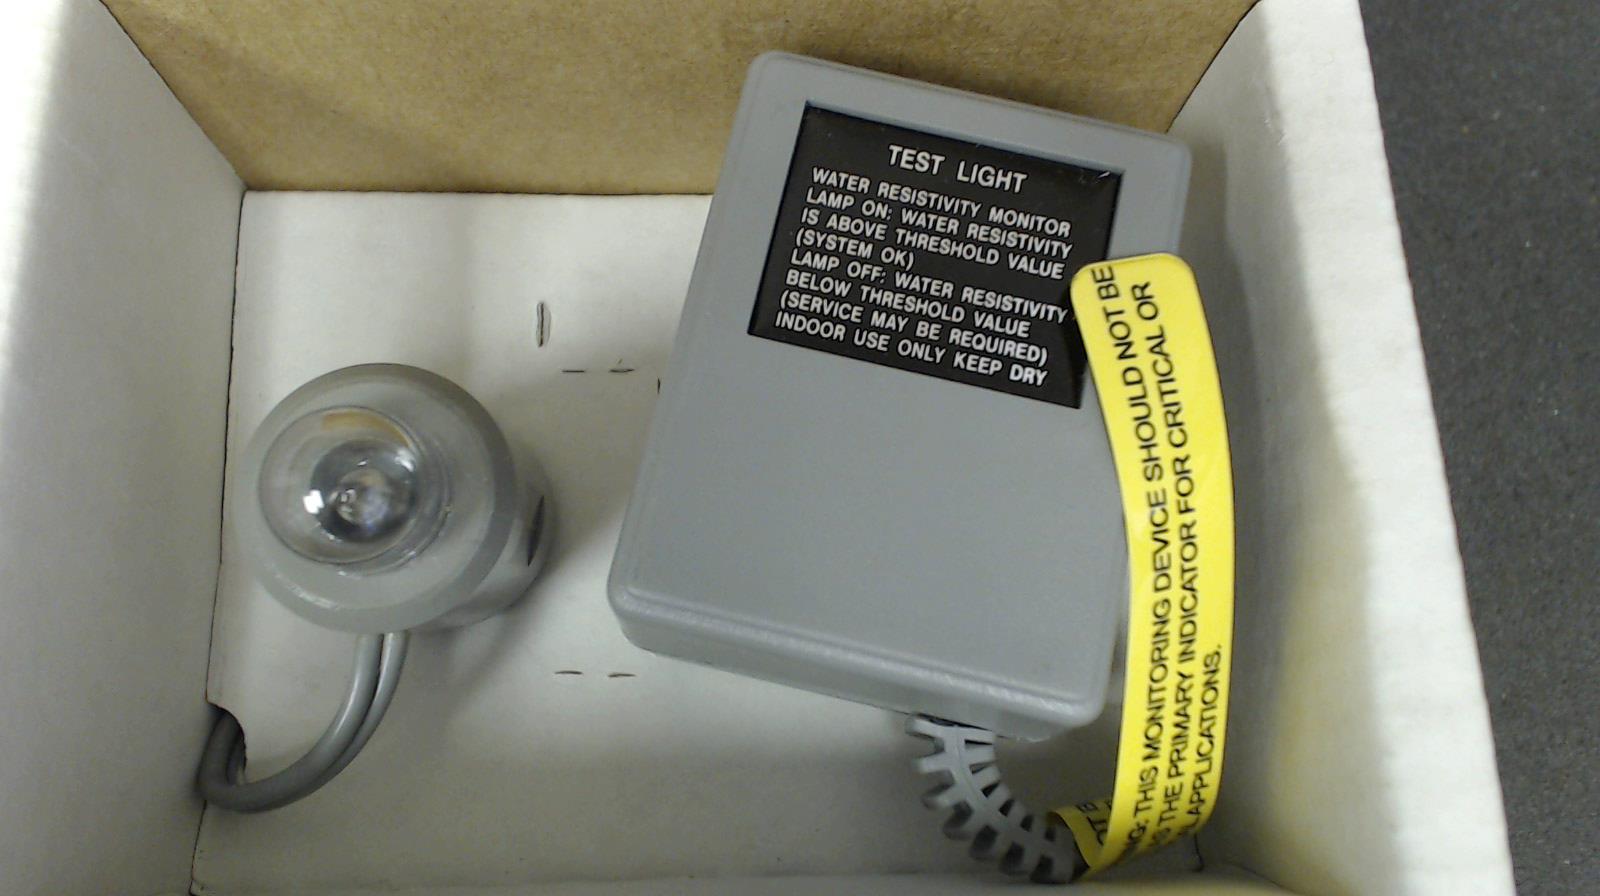 TEST LIGHT
WATER RESISTIVITY MONITOR
LAMP ON: WATER RESISTIVITY
IS ABOVE THRESHOLD VALUE
(SYSTEM OK)
LAMP OFF: WATER RESISTIVITY
BELOW THRESHOLD VALUE
(SERVICE MAY BE REQUIRED)
INDOOR USE ONLY KEEP DRY
THIS MONITORING DEVICE SHOULD NOT BE
THE PRIMARY INDICATOR FOR CRITICAL OR
APPLICATIONS.